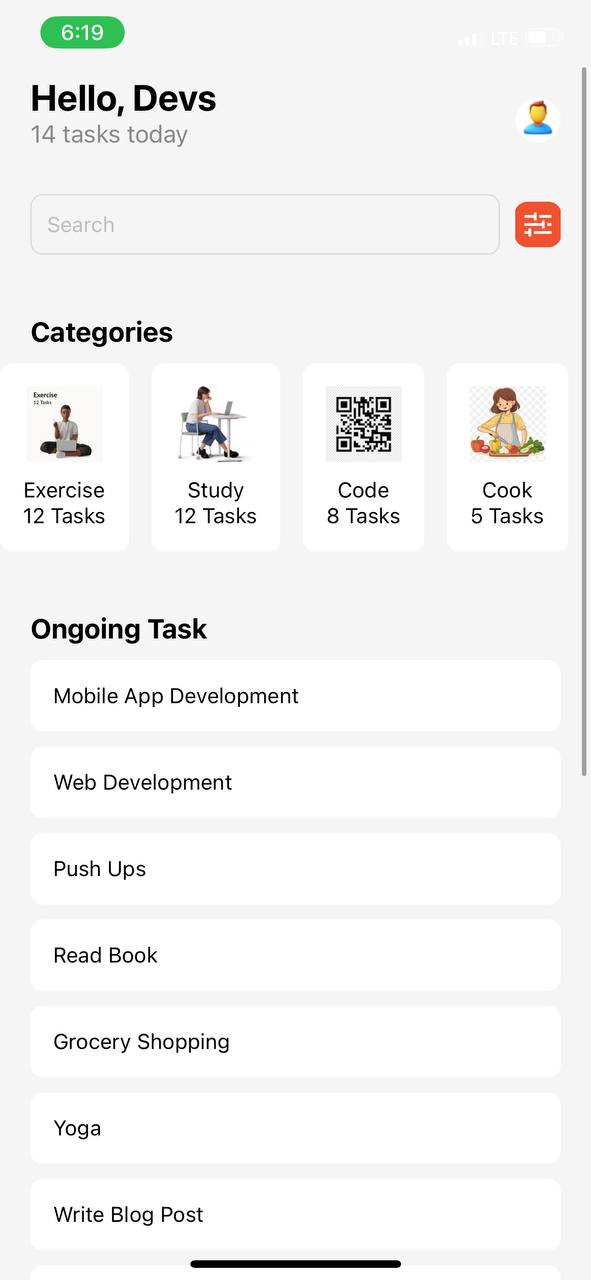 6:19
LTE
Hello, Devs
14 tasks today
Search
Categories
Exercise
12 Tasks
Exercise
12 Tasks
Study
12 Tasks
Code
8 Tasks
Cook
5 Tasks
Ongoing Task
Mobile App Development
Web Development
Push Ups
Read Book
Grocery Shopping
Yoga
Write Blog Post